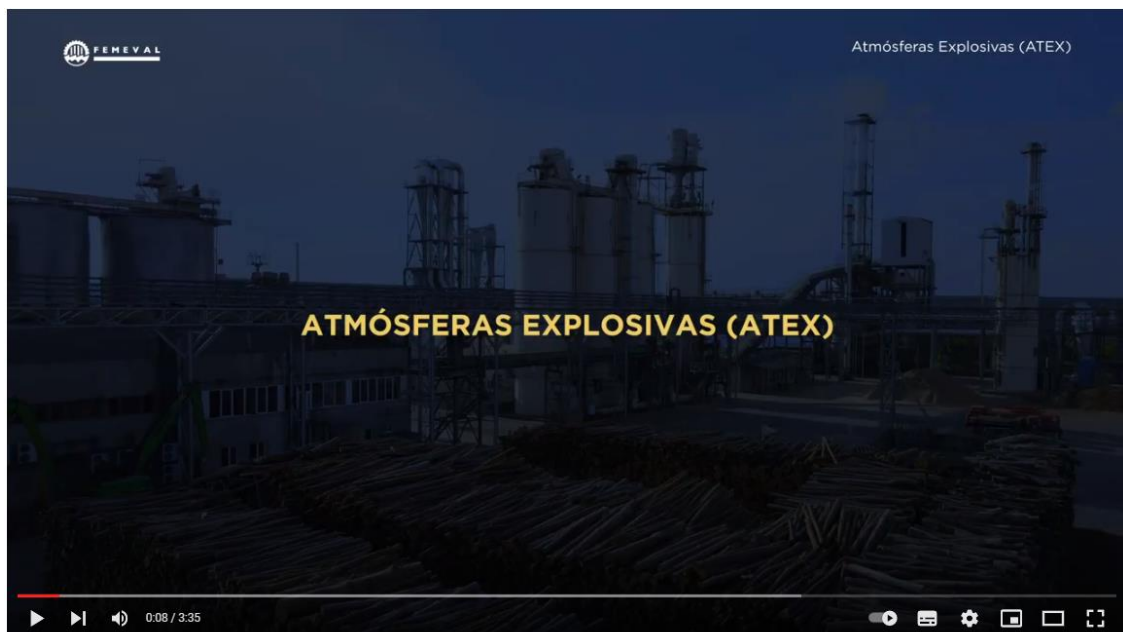 FEMEVAL
Atmósferas Explosivas (ATEX)
ATMÓSFERAS EXPLOSIVAS (ATEX)
0:08 / 3:35